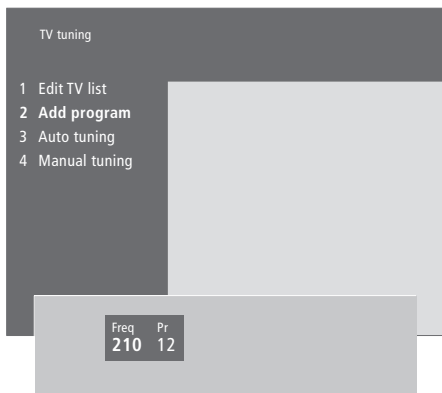 TV tuning
1 Edit TV list
2 Add program
3 Auto tuning
4 Manual tuning
Freq Pr
210 12